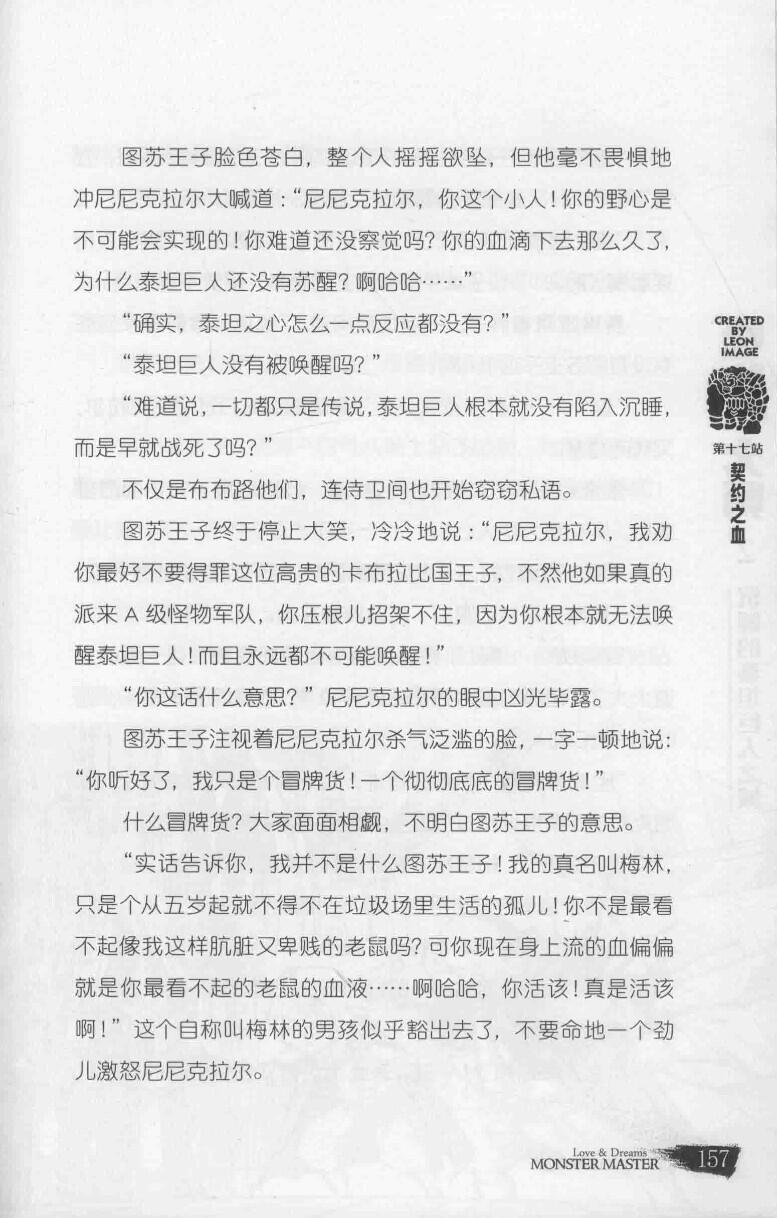 图苏王子脸色苍白，整个人摇摇欲坠，但他毫不畏惧地
冲尼尼克拉尔大喊道：“尼尼克拉尔，你这个小人！你的野心是
不可能会实现的！你难道还没察觉吗？你的血滴下去那么久了，
为什么泰坦巨人还没有苏醒？啊哈哈……”
“确实，泰坦之心怎么一点反应都没有？”
“泰坦巨人没有被唤醒吗？”
“难道说，一切都只是传说，泰坦巨人根本就没有陷入沉睡，
而是早就战死了吗？”
不仅是布布路他们，连侍卫间也开始窃窃私语。
图苏王子终于停止大笑，冷冷地说：“尼尼克拉尔，我劝
你最好不要得罪这位高贵的卡布拉比国王子，不然他如果真的
派来 A 级怪物军队，你压根儿招架不住，因为你根本就无法唤
醒泰坦巨人！而且永远都不可能唤醒！”
“你这话什么意思？”尼尼克拉尔的眼中凶光毕露。
图苏王子注视着尼尼克拉尔杀气泛滥的脸，一字一顿地说：
“你听好了，我只是个冒牌货！一个彻彻底底的冒牌货！”
什么冒牌货？大家面面相觑，不明白图苏王子的意思。
“实话告诉你，我并不是什么图苏王子！我的真名叫梅林，
只是个从五岁起就不得不在垃圾场里生活的孤儿！你不是最看
不起像我这样肮脏又卑贱的老鼠吗？可你现在身上流的血偏偏
就是你最看不起的老鼠的血液……啊哈哈，你活该！真是活该
啊！”这个自称叫梅林的男孩似乎豁出去了，不要命地一个劲
儿激怒尼尼克拉尔。
CREATED
BY
LEON
IMAGE
第十七站
契约之血
Love & Dreams
MONSTER MASTER
157